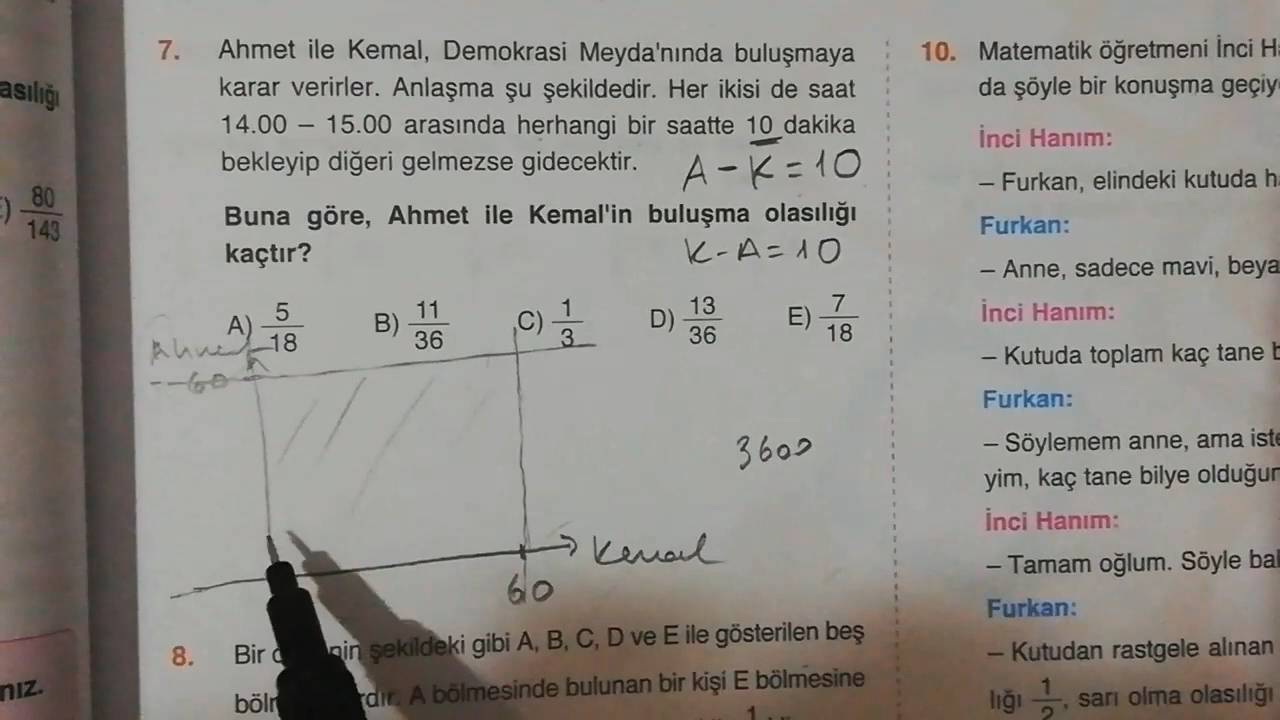 asılığı
80
143
nız.
7. Ahmet ile Kemal, Demokrasi Meyda'nında buluşmaya
karar verirler. Anlaşma şu şekildedir. Her ikisi de saat
14.00 – 15.00 arasında herhangi bir saatte 10 dakika
bekleyip diğeri gelmezse gidecektir.
A - K = 10
Buna göre, Ahmet ile Kemal'in buluşma olasılığı
kaçtır?
K - A = 10
A) 5/18 B) 11/36 C) 1/3 D) 13/36 E) 7/18
Ahmet
60
3600
Kemal
60
8. Bir şekildeki gibi A, B, C, D ve E ile gösterilen beş
A bölmesinde bulunan bir kişi E bölmesine
1
10. Matematik öğretmeni İnci H
da şöyle bir konuşma geçiy
İnci Hanım:
– Furkan, elindeki kutuda h
Furkan:
– Anne, sadece mavi, beya
İnci Hanım:
– Kutuda toplam kaç tane b
Furkan:
– Söylemem anne, ama iste
yim, kaç tane bilye olduğun
İnci Hanım:
– Tamam oğlum. Söyle bak
Furkan:
– Kutudan rastgele alınan
lığı 1/2, sarı olma olasılığı